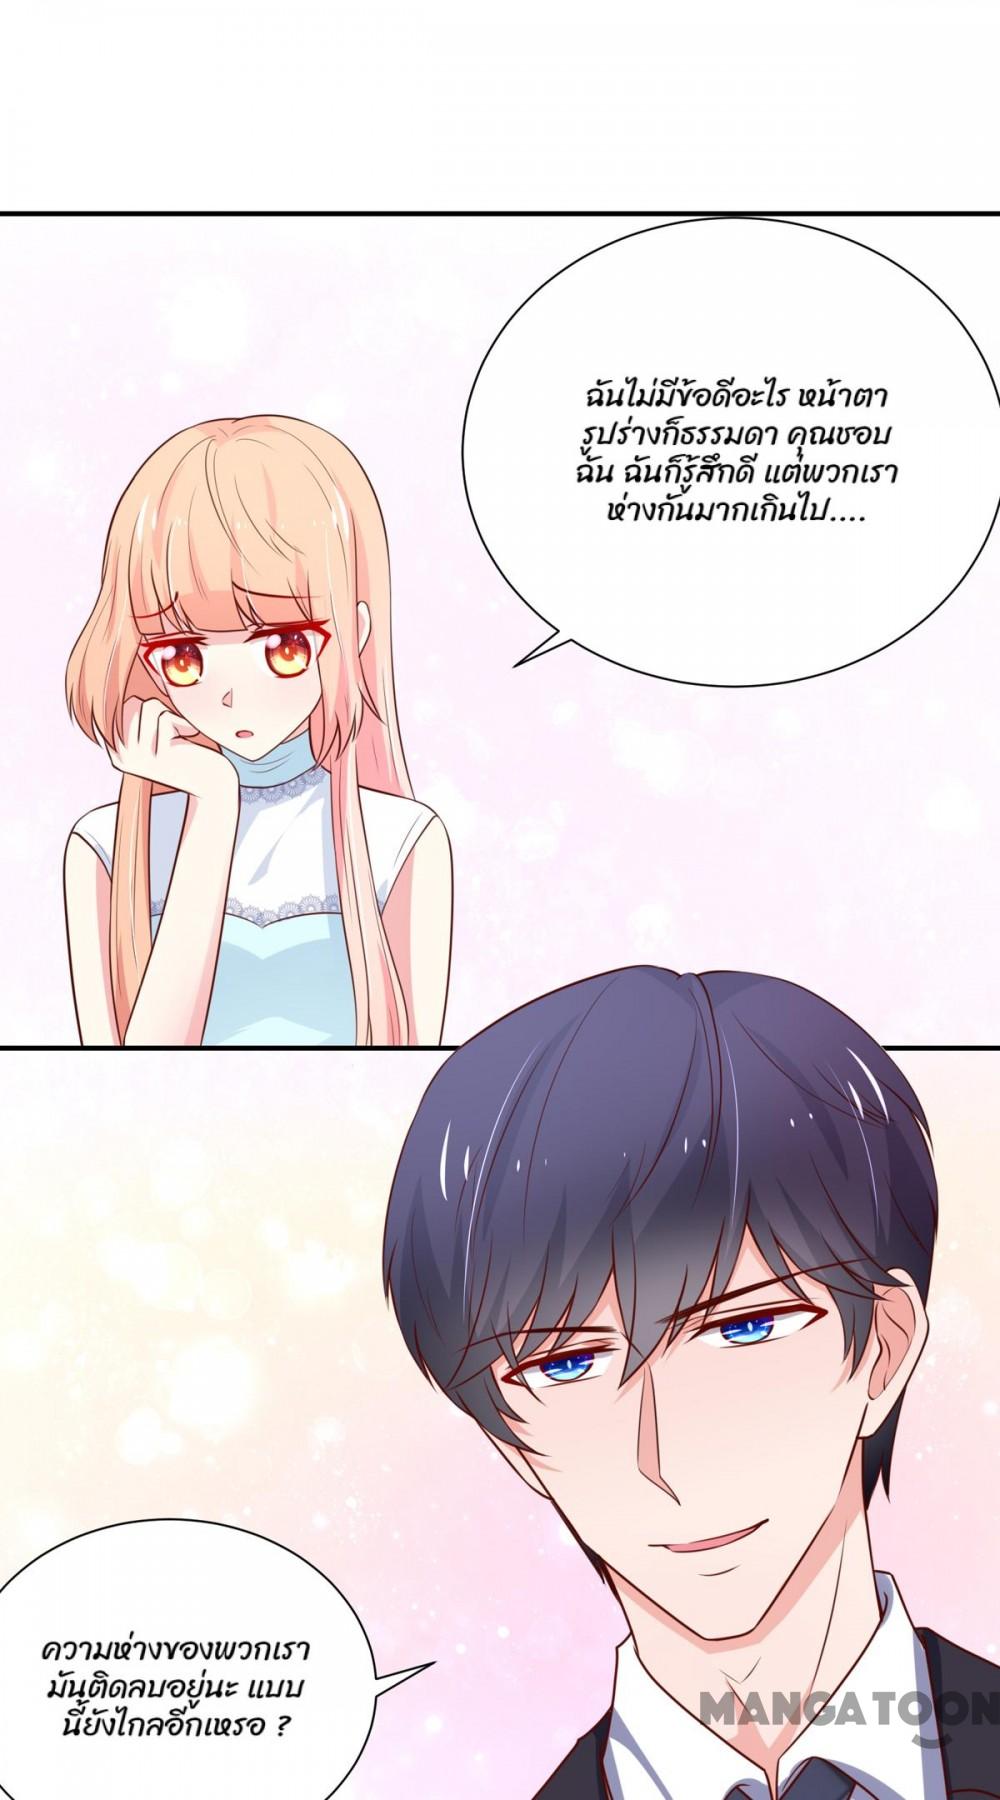 ฉันไม่มีข้อดีอะไร หน้าตา
รูปร่างก็ธรรมดา คุณชอบ
ฉัน ฉันก็รู้สึกดี แต่พวกเรา
ห่างกันมากเกินไป....
ความห่างของพวกเรา
มันติดลบอยู่นะ แบบ
นี้ยังไกลอีกเหรอ ?
MANGATOON